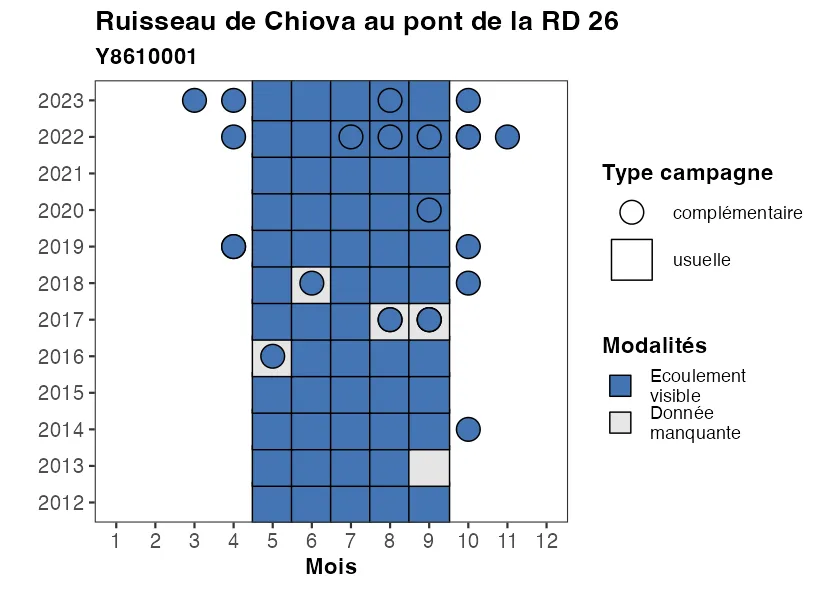 Ruisseau de Chiova au pont de la RD 26
Y8610001
2023
2022
2021
2020
2019
2018
2017
2016
2015
2014
2013
2012
1 2 3 4 5 6 7 8 9 10 11 12
Mois
Type campagne
complémentaire
usuelle
Modalités
Ecoulement
visible
Donnée
manquante